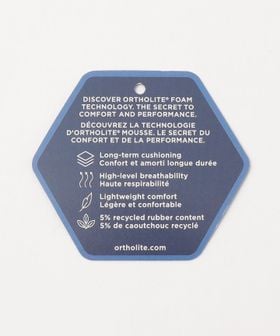 DISCOVER ORTHOLITE® FOAM
TECHNOLOGY. THE SECRET TO
COMFORT AND PERFORMANCE.
DÉCOUVREZ LA TECHNOLOGIE
D'ORTHOLITE® MOUSSE. LE SECRET DU
CONFORT ET DE LA PERFORMANCE.
Long-term cushioning
Confort et amorti longue durée
High-level breathability
Haute respirabilité
Lightweight comfort
Légère et confortable
5% recycled rubber content
5% de caoutchouc recyclé
ortholite.com